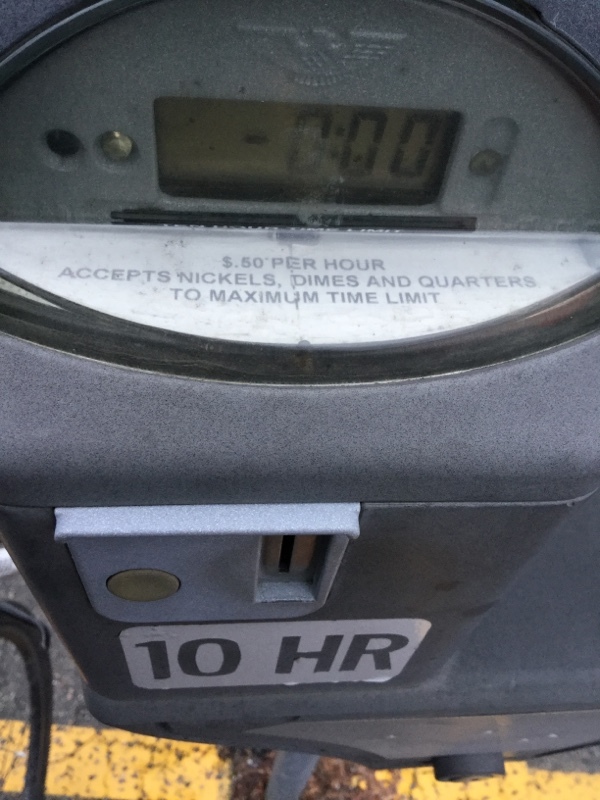 0:00
$.50 PER HOUR
ACCEPTS NICKELS, DIMES AND QUARTERS
TO MAXIMUM TIME LIMIT
10 HR